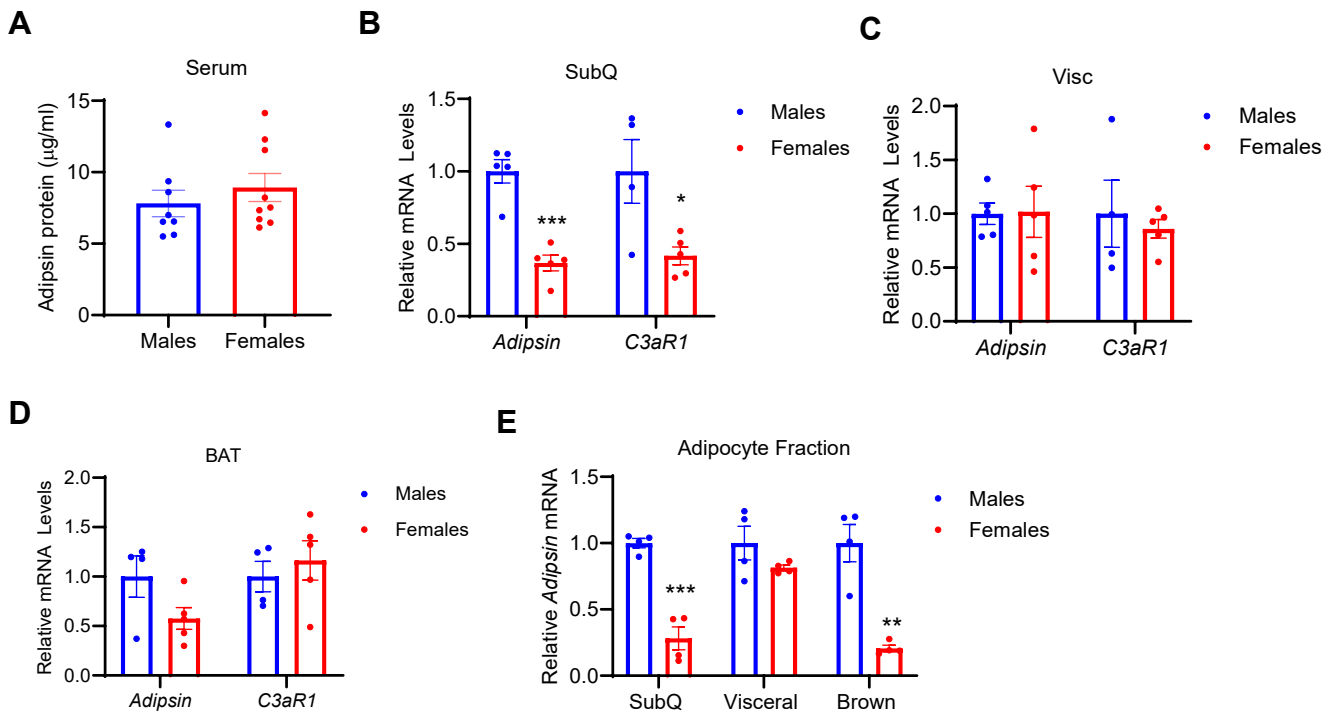 A
Serum
Adipsin protein (μg/ml)
15
10
5
0
Males
Females
B
SubQ
Relative mRNA Levels
1.5
1.0
0.5
0.0
***
*
Adipsin
C3aR1
Males
Females
C
Visc
Relative mRNA Levels
2.0
1.5
1.0
0.5
0.0
Adipsin
C3aR1
Males
Females
D
BAT
Relative mRNA Levels
2.0
1.5
1.0
0.5
0.0
Adipsin
C3aR1
Males
Females
E
Adipocyte Fraction
Relative Adipsin mRNA
1.5
1.0
0.5
0.0
***
**
SubQ
Visceral
Brown
Males
Females